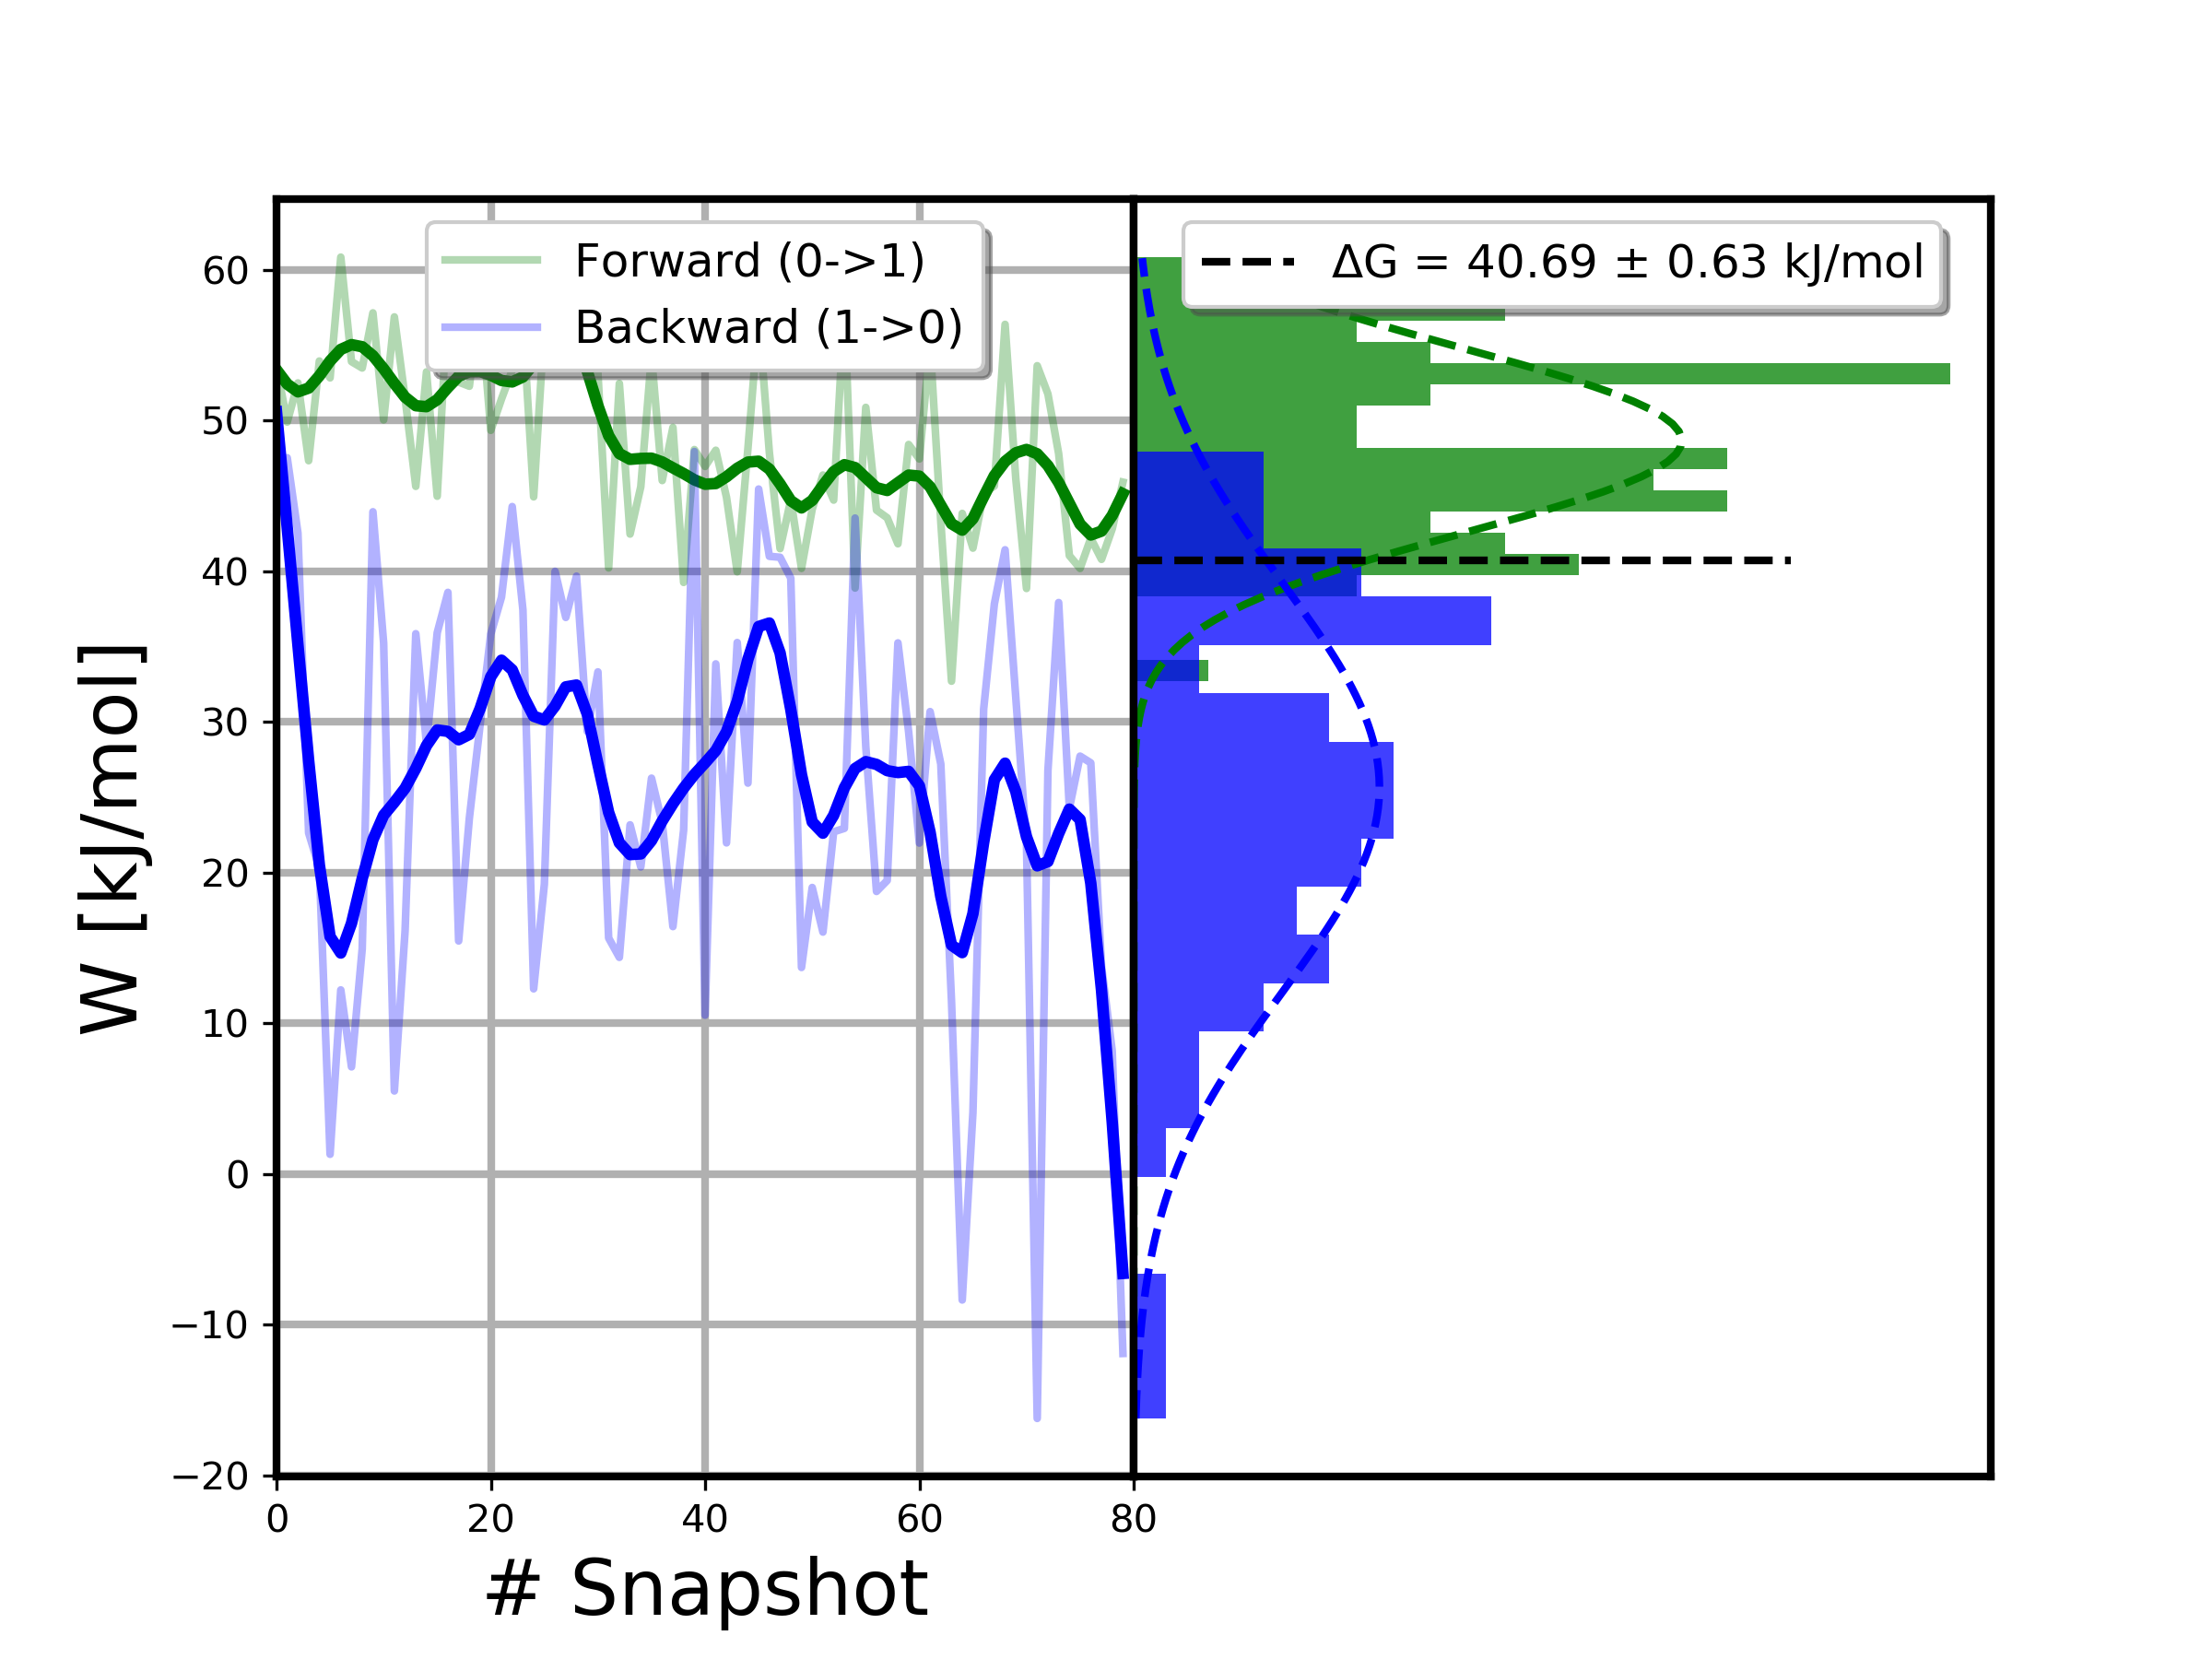 Forward (0->1)
Backward (1->0)
ΔG = 40.69 ± 0.63 kJ/mol
W [kJ/mol]
60
50
40
30
20
10
0
−10
−20
0 20 40 60 80
# Snapshot